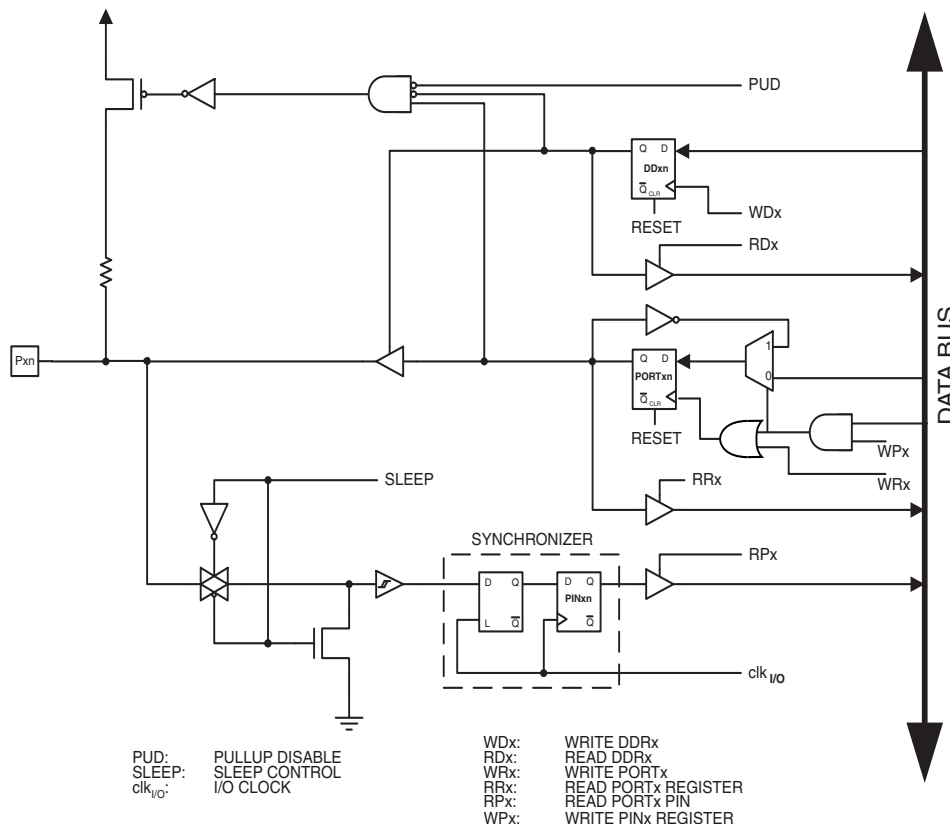 PUD
Q D
DDxn
Q CLR
WDx
RESET
RDx
DATA BUS
1
Pxn
Q D
0
PORTxn
Q CLR
RESET
WPx
WRx
SLEEP
RRx
SYNCHRONIZER
RPx
D Q
D Q
PINxn
L Q
Q
clk I/O
PUD: PULLUP DISABLE
SLEEP: SLEEP CONTROL
clkI/O: I/O CLOCK
WDx: WRITE DDRx
RDx: READ DDRx
WRx: WRITE PORTx
RRx: READ PORTx REGISTER
RPx: READ PORTx PIN
WPx: WRITE PINx REGISTER